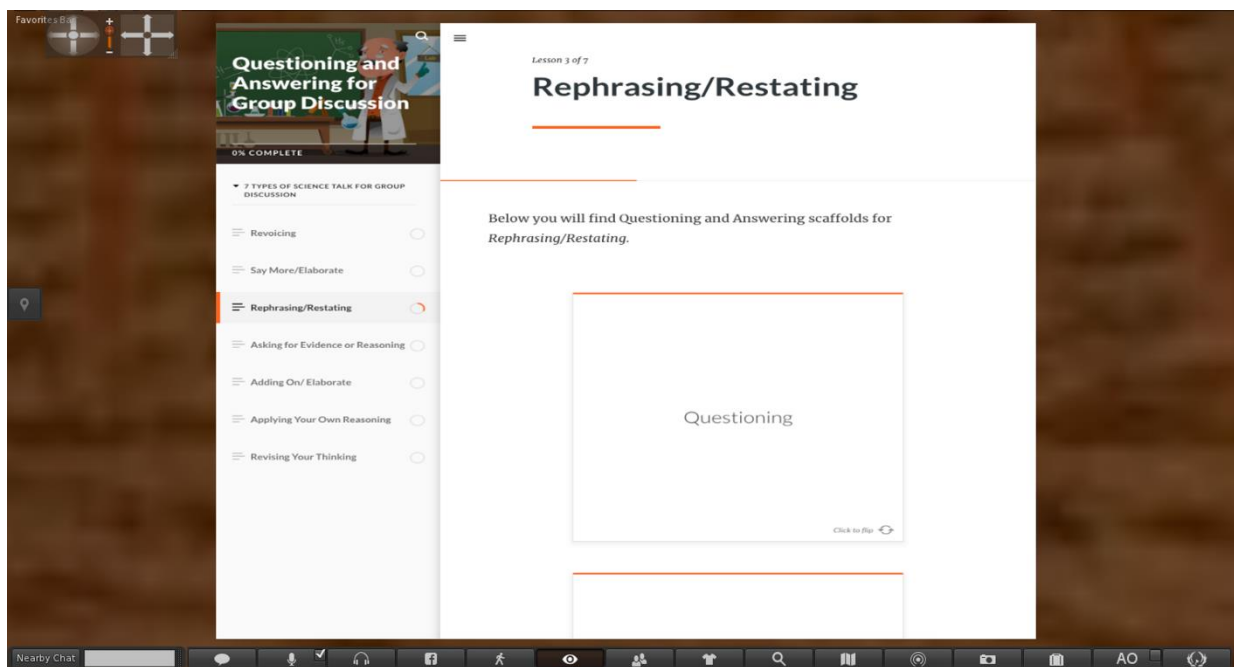 Favorites Ba
Questioning and
Answering for
Group Discussion
0% COMPLETE
7 TYPES OF SCIENCE TALK FOR GROUP
DISCUSSION
Revoicing
Say More/Elaborate
Rephrasing/Restating
Asking for Evidence or Reasoning
Adding On/ Elaborate
Applying Your Own Reasoning
Revising Your Thinking
Lesson 3 of 7
Rephrasing/Restating
Below you will find Questioning and Answering scaffolds for
Rephrasing/Restating.
Questioning
Click to flip
Nearby Chat
AO